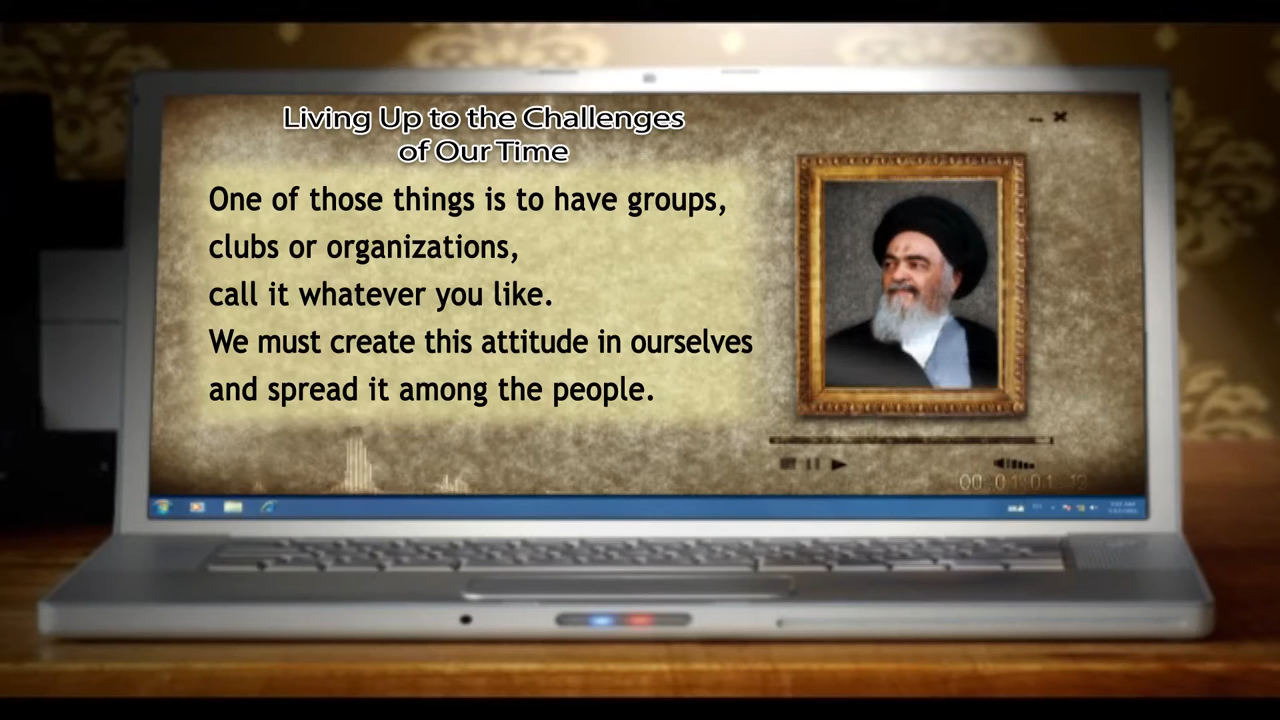 Living Up to the Challenges
of Our Time
One of those things is to have groups,
clubs or organizations,
call it whatever you like.
We must create this attitude in ourselves
and spread it among the people.